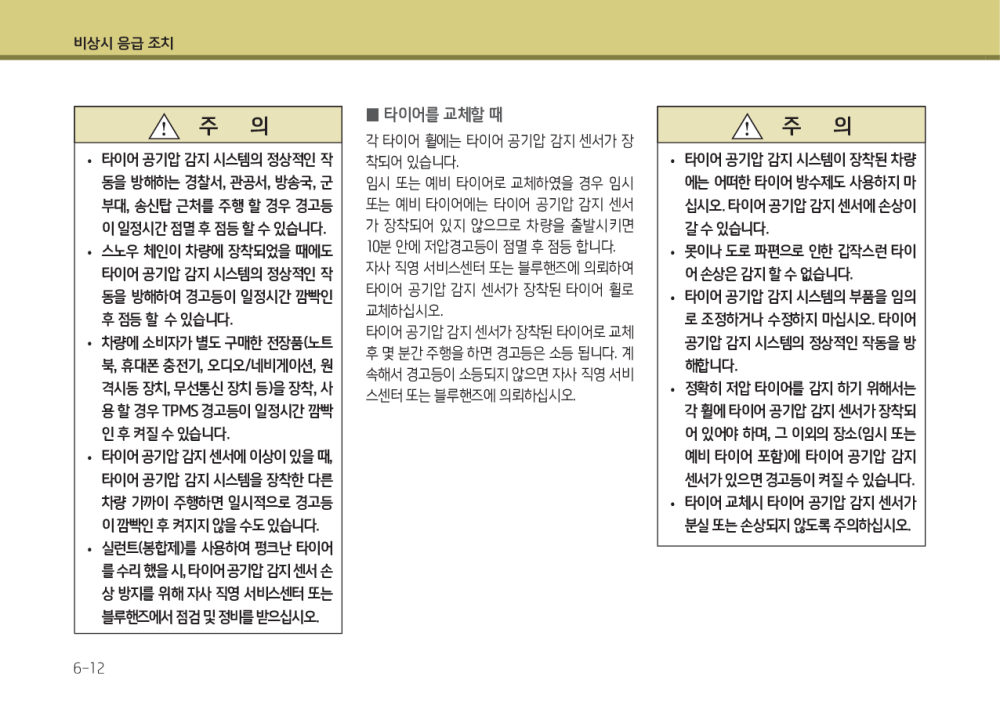 비상시 응급 조치
주 의
• 타이어 공기압 감지 시스템의 정상적인 작
동을 방해하는 경찰서, 관공서, 방송국, 군
부대, 송신탑 근처를 주행 할 경우 경고등
이 일정시간 점멸 후 점등 할 수 있습니다.
• 스노우 체인이 차량에 장착되었을 때에도
타이어 공기압 감지 시스템의 정상적인 작
동을 방해하여 경고등이 일정시간 깜빡인
후 점등 할 수 있습니다.
• 차량에 소비자가 별도 구매한 전장품(노트
북, 휴대폰 충전기, 오디오/네비게이션, 원
격시동 장치, 무선통신 장치 등)을 장착, 사
용 할 경우 TPMS 경고등이 일정시간 깜빡
인 후 켜질 수 있습니다.
• 타이어 공기압 감지 센서에 이상이 있을 때,
타이어 공기압 감지 시스템을 장착한 다른
차량 가까이 주행하면 일시적으로 경고등
이 깜빡인 후 켜지지 않을 수도 있습니다.
• 실런트(봉합제)를 사용하여 펑크난 타이어
를 수리 했을 시, 타이어 공기압 감지 센서 손
상 방지를 위해 자사 직영 서비스센터 또는
블루핸즈에서 점검 및 정비를 받으십시오.
■ 타이어를 교체할 때
각 타이어 휠에는 타이어 공기압 감지 센서가 장
착되어 있습니다.
임시 또는 예비 타이어로 교체하였을 경우 임시
또는 예비 타이어에는 타이어 공기압 감지 센서
가 장착되어 있지 않으므로 차량을 출발시키면
10분 안에 저압경고등이 점멸 후 점등 합니다.
자사 직영 서비스센터 또는 블루핸즈에 의뢰하여
타이어 공기압 감지 센서가 장착된 타이어 휠로
교체하십시오.
타이어 공기압 감지 센서가 장착된 타이어로 교체
후 몇 분간 주행을 하면 경고등은 소등 됩니다. 계
속해서 경고등이 소등되지 않으면 자사 직영 서비
스센터 또는 블루핸즈에 의뢰하십시오.
주 의
• 타이어 공기압 감지 시스템이 장착된 차량
에는 어떠한 타이어 방수제도 사용하지 마
십시오. 타이어 공기압 감지 센서에 손상이
갈 수 있습니다.
• 못이나 도로 파편으로 인한 갑작스런 타이
어 손상은 감지 할 수 없습니다.
• 타이어 공기압 감지 시스템의 부품을 임의
로 조정하거나 수정하지 마십시오. 타이어
공기압 감지 시스템의 정상적인 작동을 방
해합니다.
• 정확히 저압 타이어를 감지 하기 위해서는
각 휠에 타이어 공기압 감지 센서가 장착되
어 있어야 하며, 그 이외의 장소(임시 또는
예비 타이어 포함)에 타이어 공기압 감지
센서가 있으면 경고등이 켜질 수 있습니다.
• 타이어 교체시 타이어 공기압 감지 센서가
분실 또는 손상되지 않도록 주의하십시오.
6-12